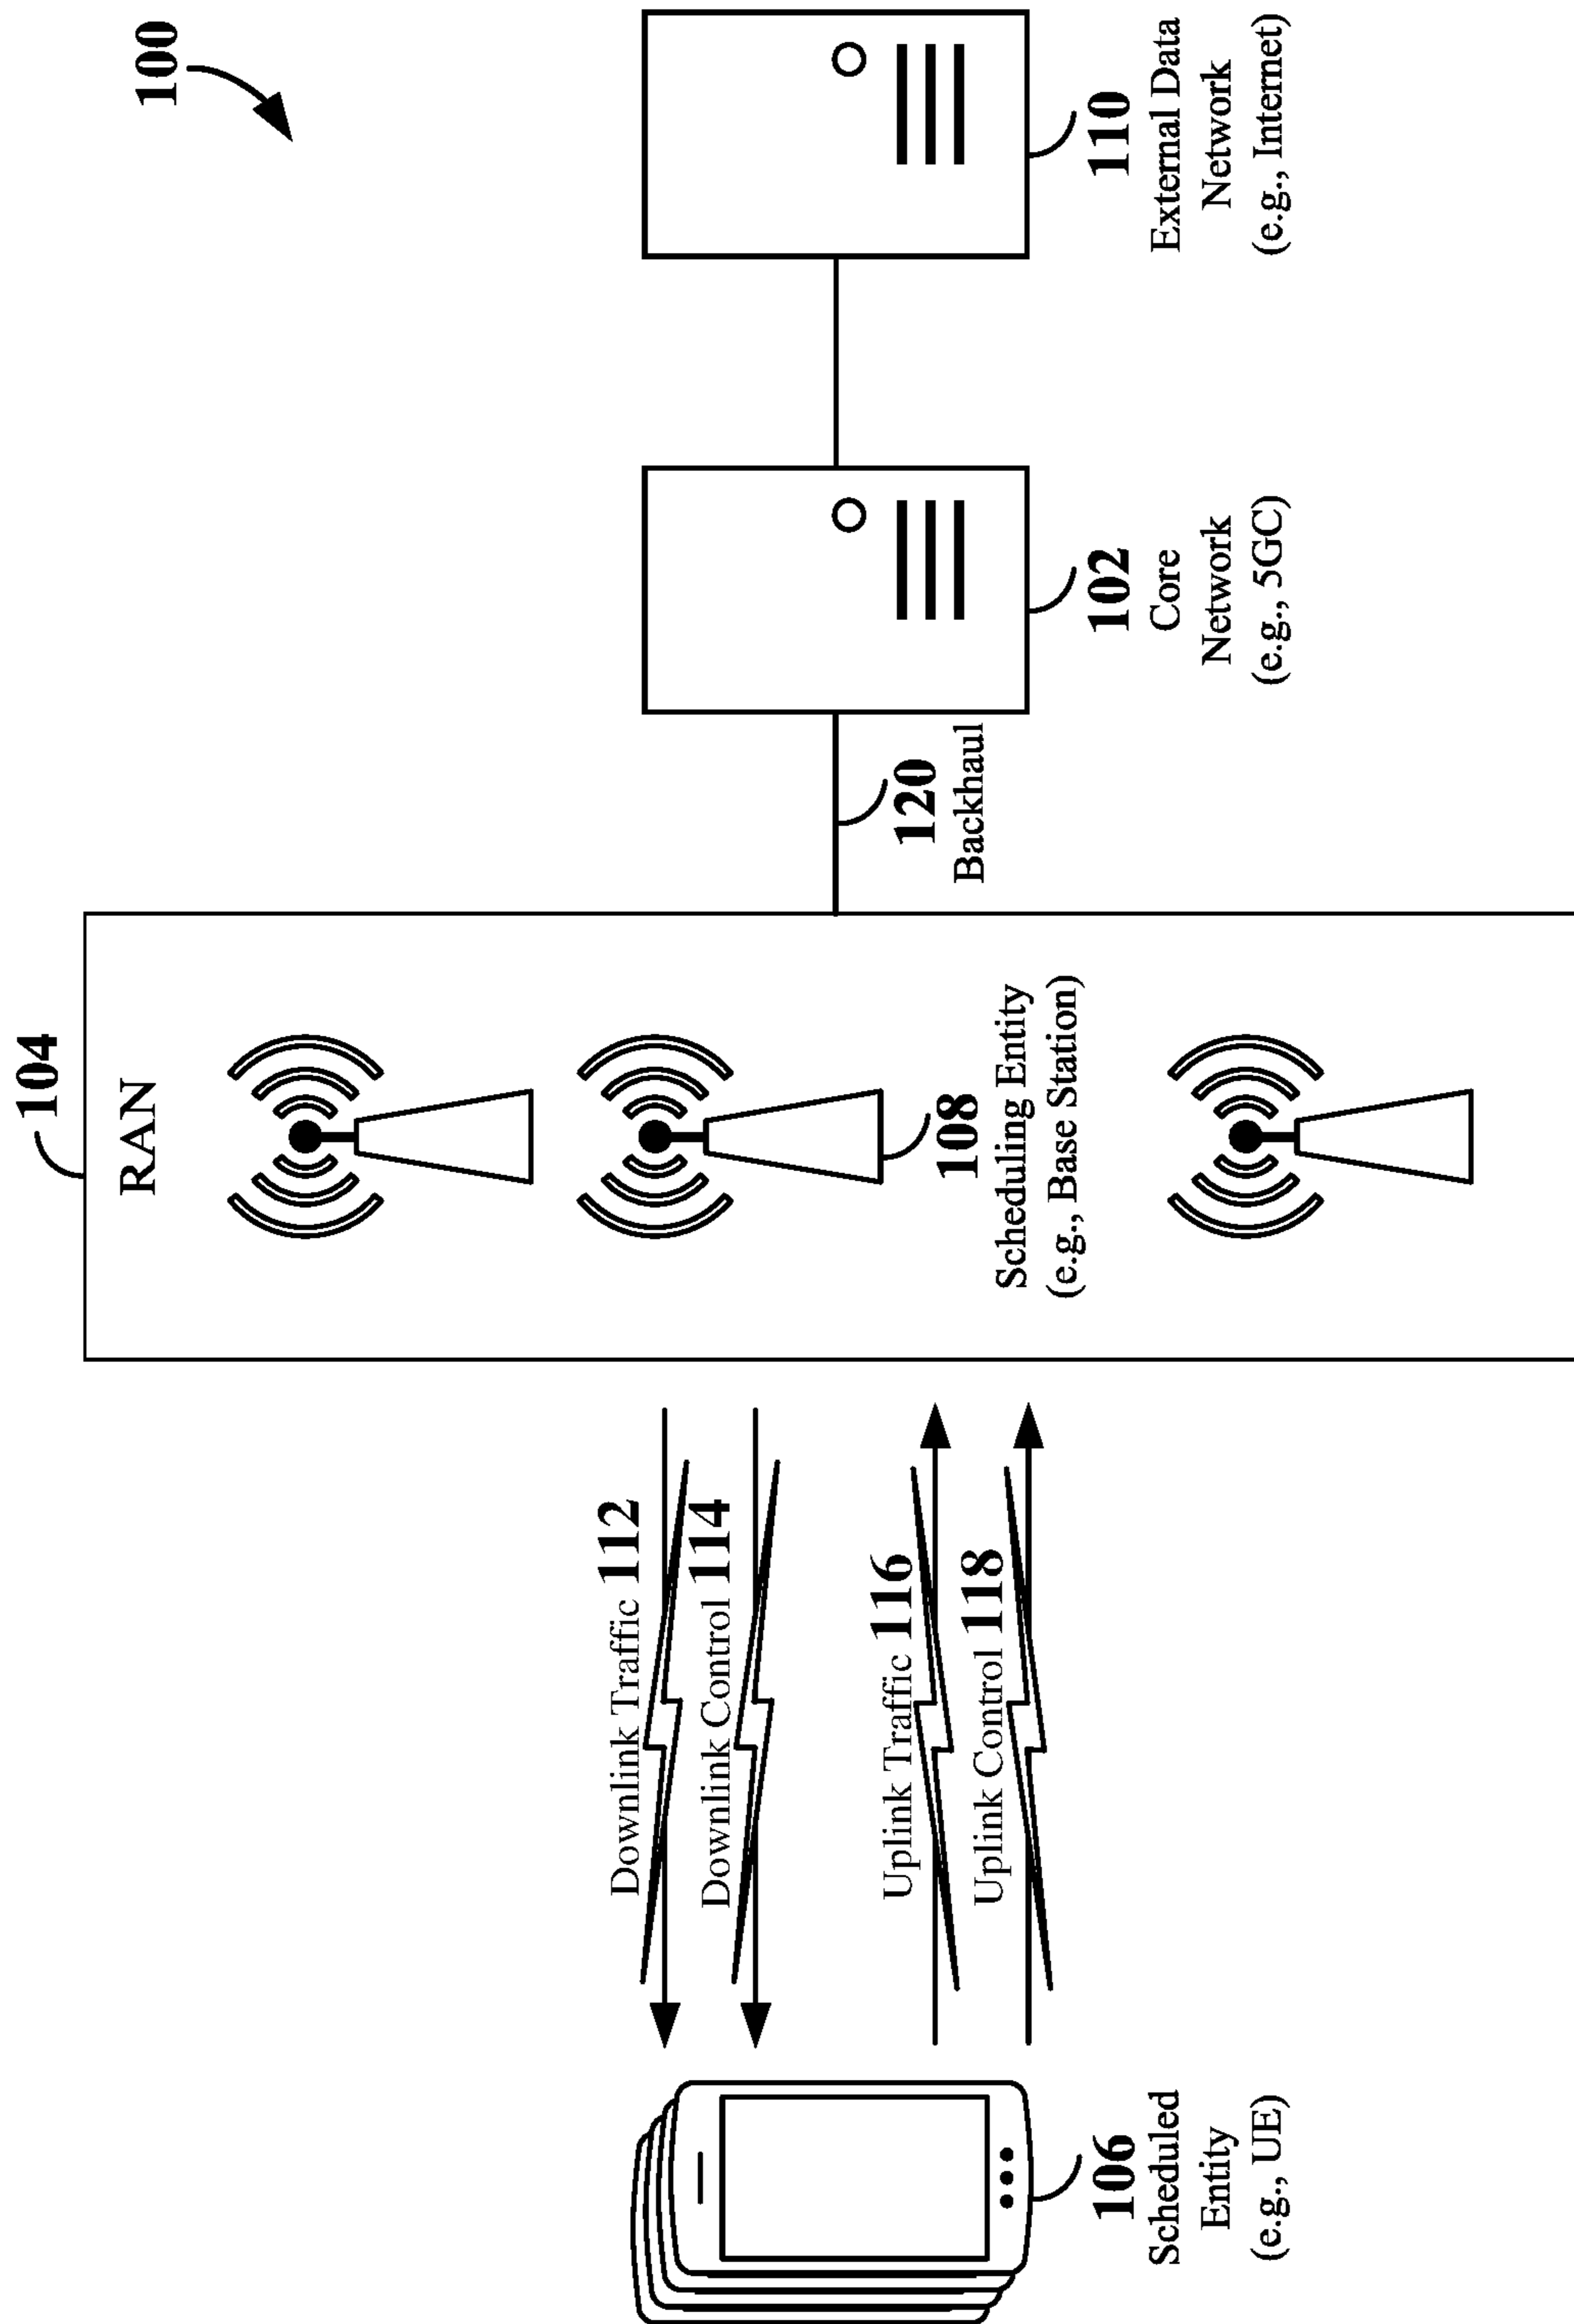 100
104
RAN
Downlink Traffic 112
Downlink Control 114
Uplink Traffic 116
Uplink Control 118
106
Scheduled
Entity
(e.g., UE)
108
Scheduling Entity
(e.g., Base Station)
120
Backhaul
102
Core
Network
(e.g., 5GC)
110
External Data
Network
(e.g., Internet)